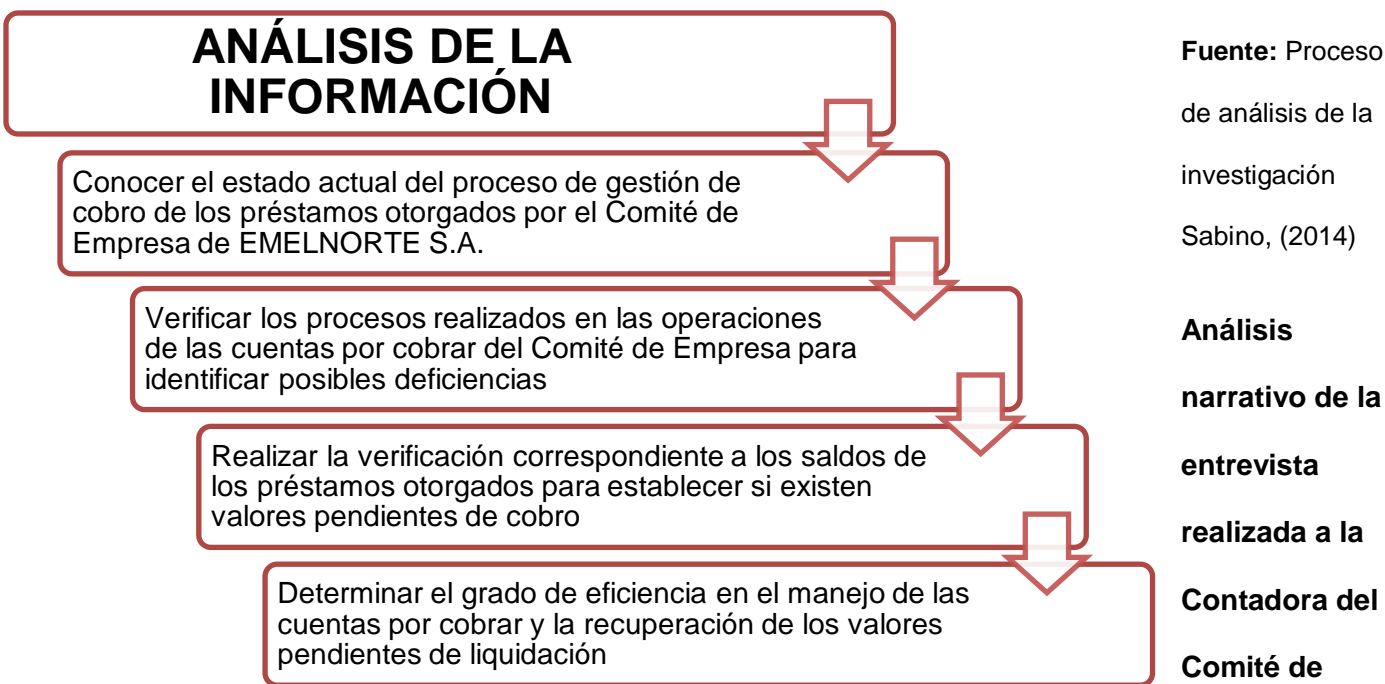 ANÁLISIS DE LA
INFORMACIÓN
Conocer el estado actual del proceso de gestión de
cobro de los préstamos otorgados por el Comité de
Empresa de EMELNORTE S.A.
Verificar los procesos realizados en las operaciones
de las cuentas por cobrar del Comité de Empresa para
identificar posibles deficiencias
Realizar la verificación correspondiente a los saldos de
los préstamos otorgados para establecer si existen
valores pendientes de cobro
Determinar el grado de eficiencia en el manejo de las
cuentas por cobrar y la recuperación de los valores
pendientes de liquidación
Fuente: Proceso
de análisis de la
investigación
Sabino, (2014)
Análisis
narrativo de la
entrevista
realizada a la
Contadora del
Comité de